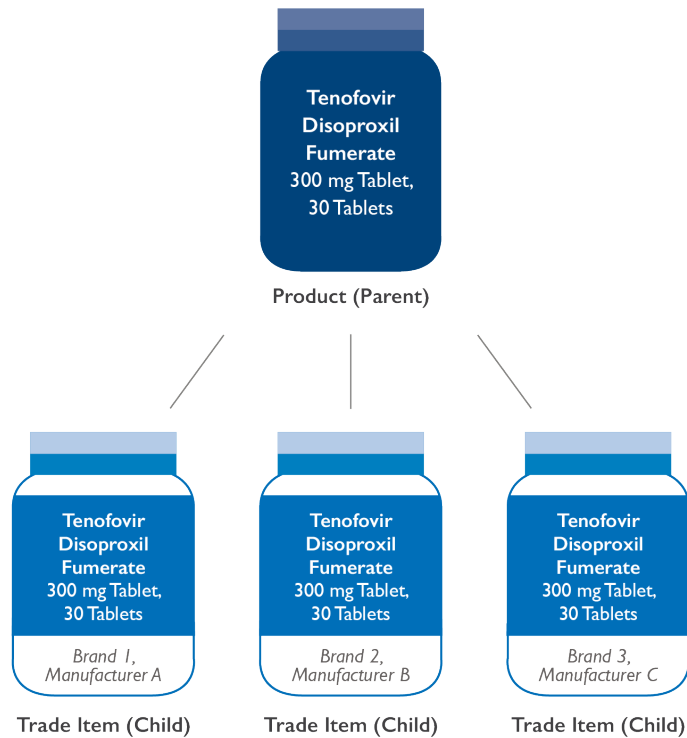 Tenofovir
Disoproxil
Fumerate
300 mg Tablet,
30 Tablets
Product (Parent)
Tenofovir
Disoproxil
Fumerate
300 mg Tablet,
30 Tablets
Brand 1,
Manufacturer A
Trade Item (Child)
Tenofovir
Disoproxil
Fumerate
300 mg Tablet,
30 Tablets
Brand 2,
Manufacturer B
Trade Item (Child)
Tenofovir
Disoproxil
Fumerate
300 mg Tablet,
30 Tablets
Brand 3,
Manufacturer C
Trade Item (Child)